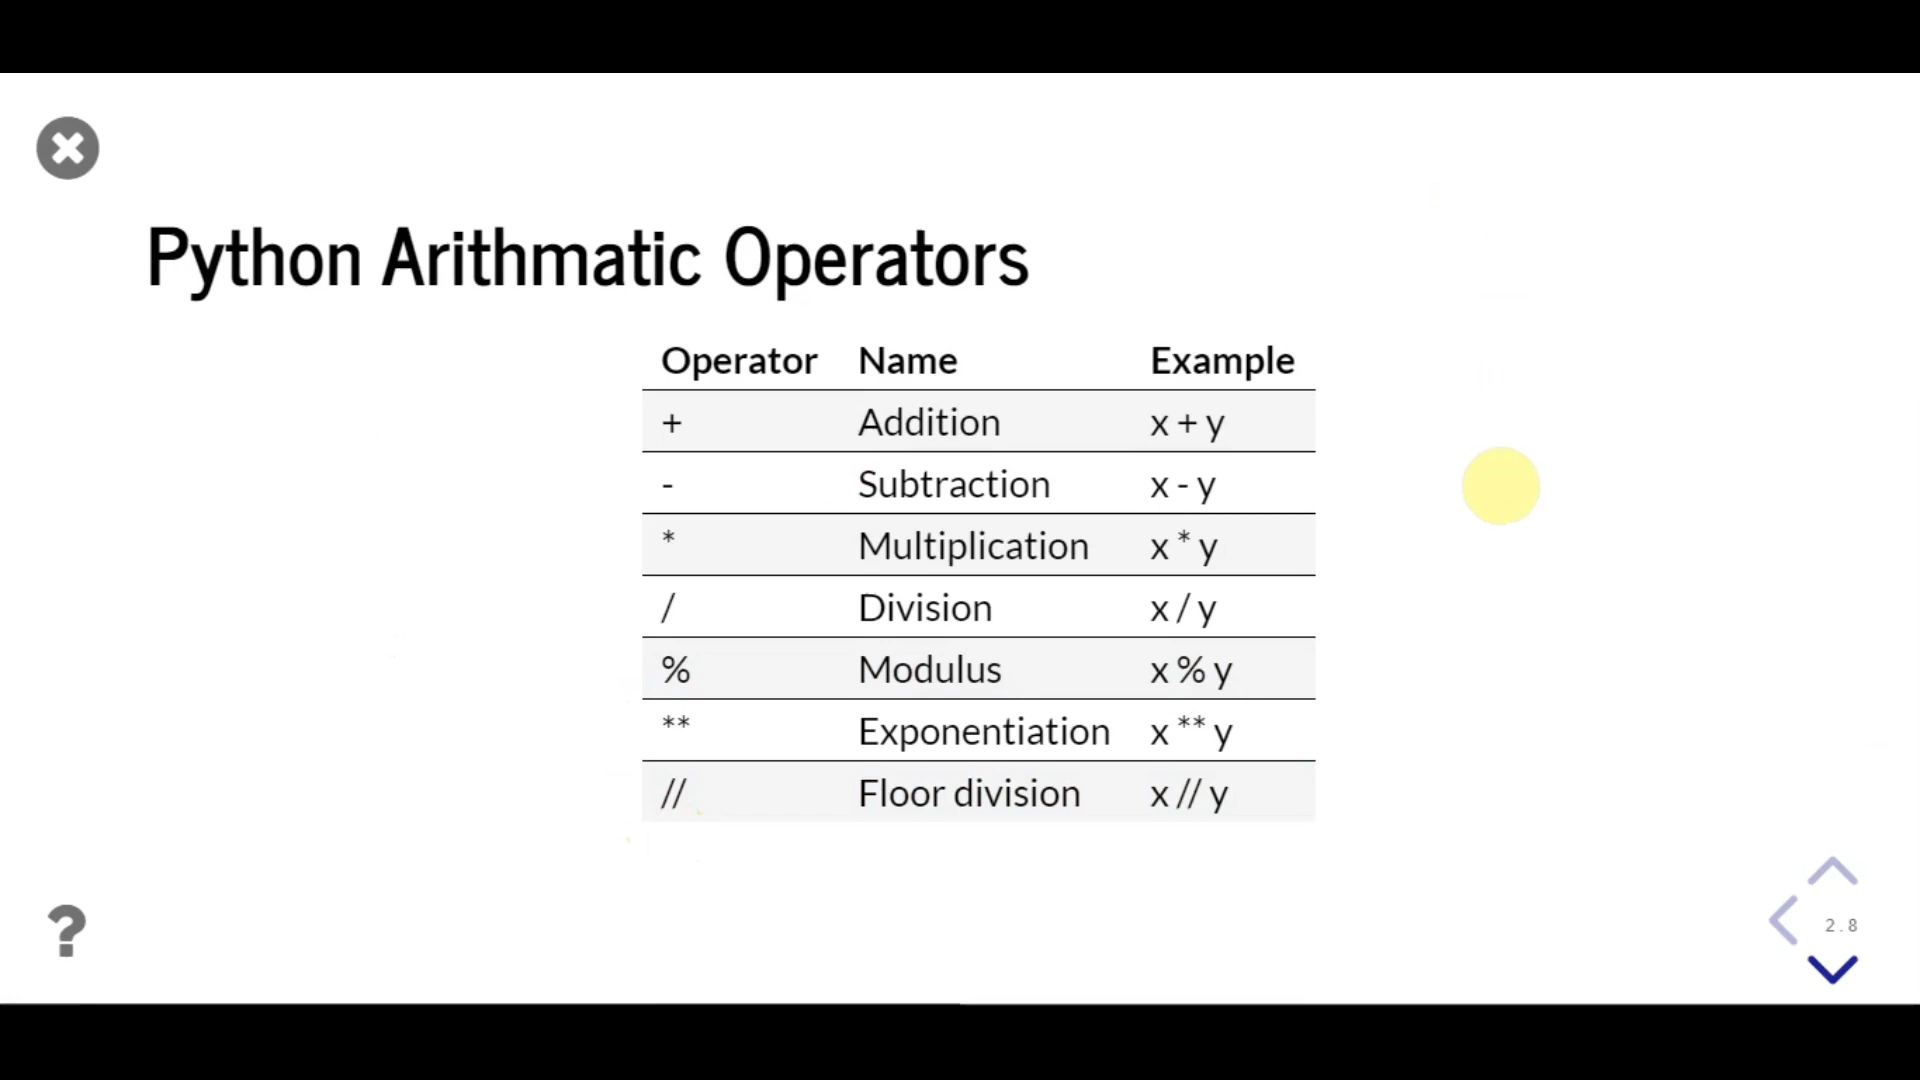 Python Arithmatic Operators
Operator Name Example
+ Addition x + y
- Subtraction x - y
* Multiplication x * y
/ Division x / y
% Modulus x % y
** Exponentiation x ** y
// Floor division x // y
?
2.8